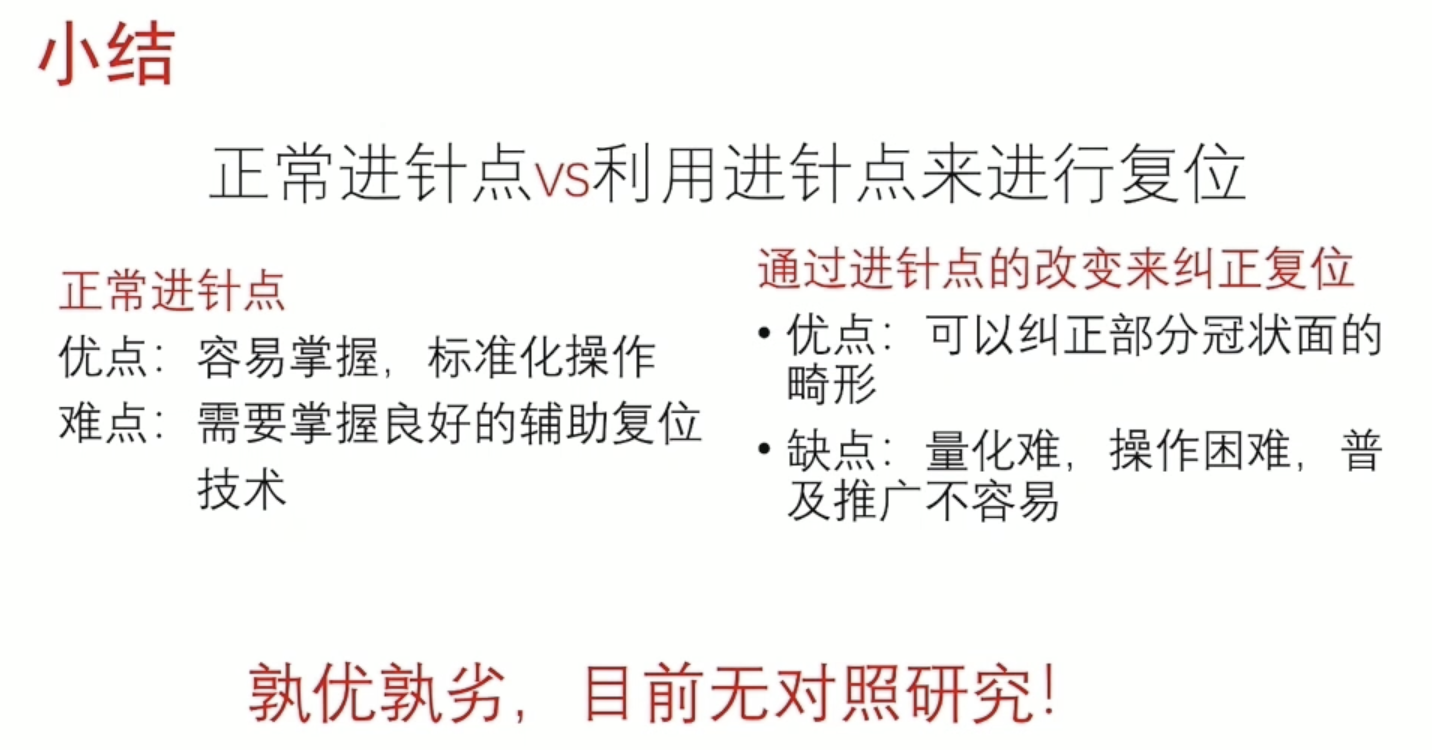 小结
正常进针点vs利用进针点来进行复位
正常进针点
优点：容易掌握，标准化操作
难点：需要掌握良好的辅助复位
技术
通过进针点的改变来纠正复位
• 优点：可以纠正部分冠状面的
畸形
• 缺点：量化难，操作困难，普
及推广不容易
孰优孰劣，目前无对照研究！